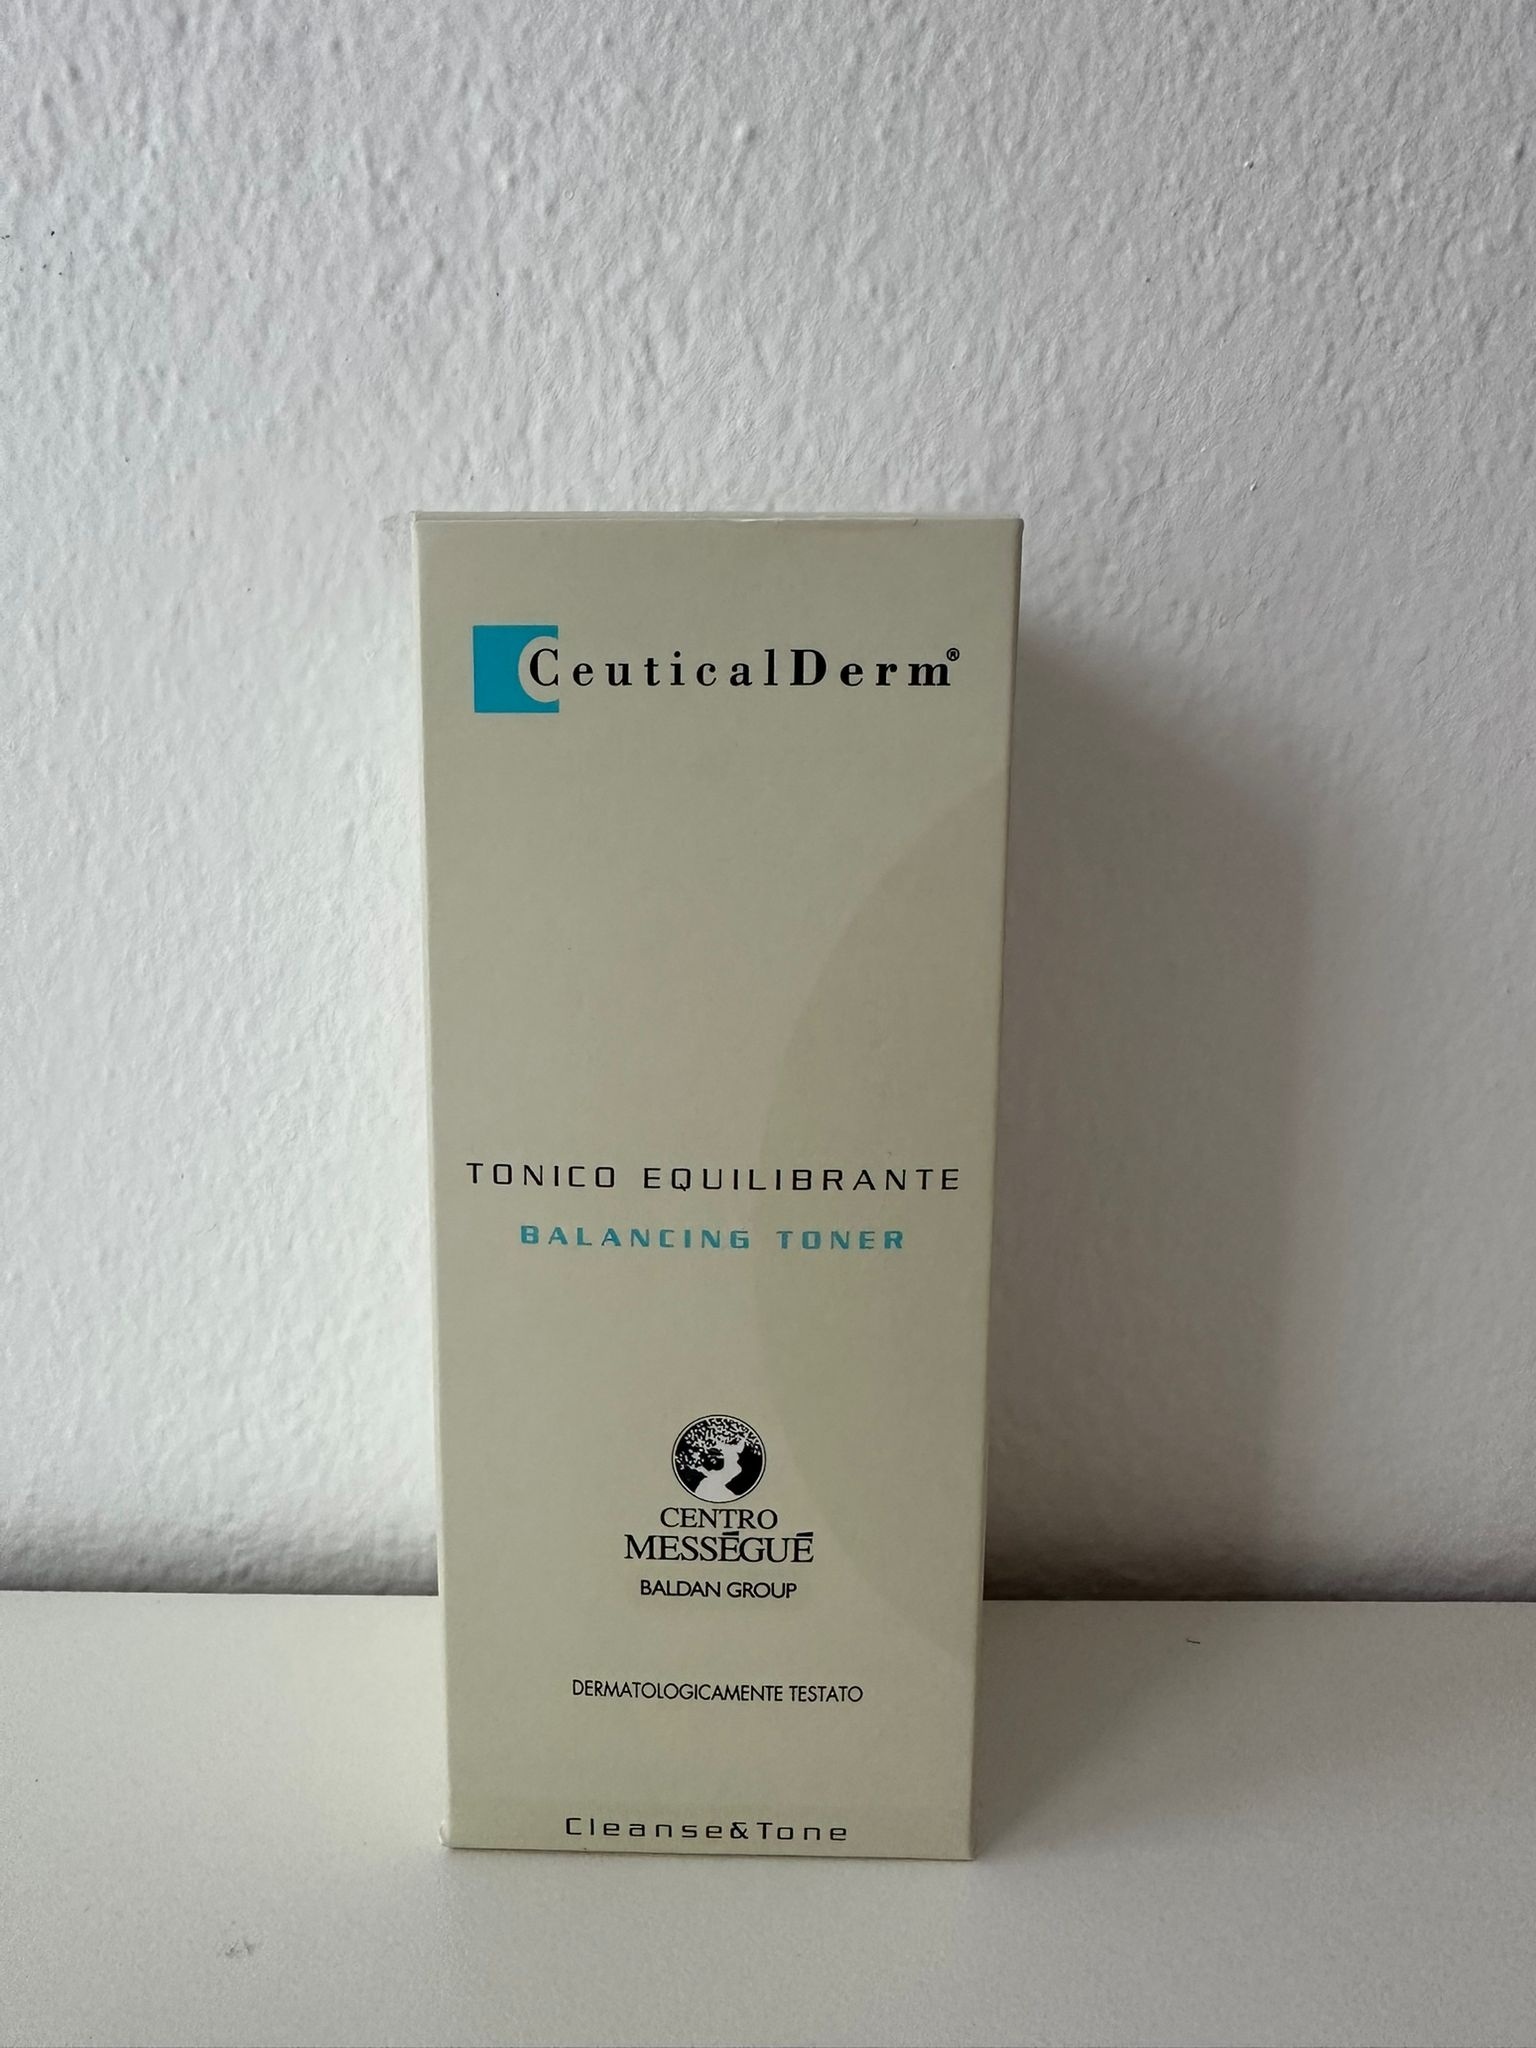 CeuticalDerm®
TONICO EQUILIBRANTE
BALANCING TONER
CENTRO
MESSÉGUÉ
BALDAN GROUP
DERMATOLOGICAMENTE TESTATO
Cleanse&Tone